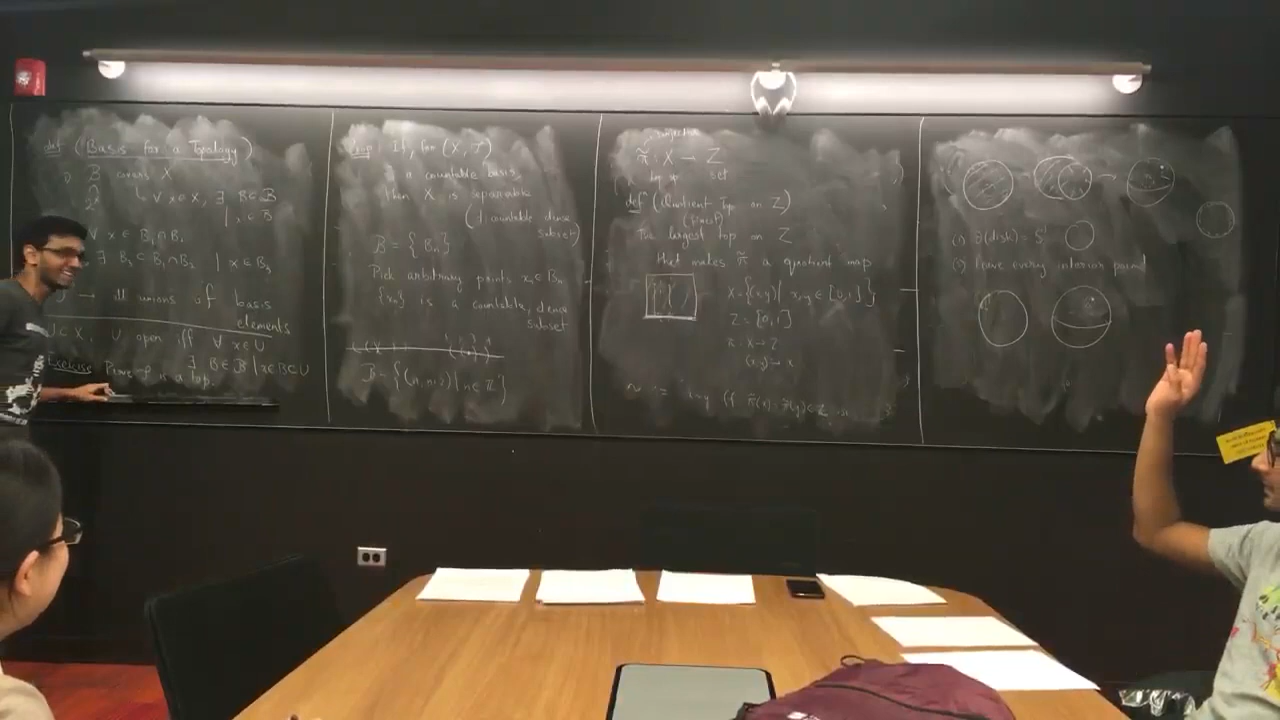 def (Basis for a Topology)
1) B covers X
2) ↳ ∀ x ∈ X, ∃ B ∈ B
∀ x ∈ B₁∩B₂
∃ B₃ ⊂ B₁∩B₂ | x ∈ B₃
→ all unions of basis
elements
U ⊂ X, U open iff ∀ x∈U
∃ B∈B | x∈B⊂U
Exercise Prove is a top.
Prop: If, for (X, T)
a countable basis,
then X is separable
(∃ countable dense
subset)
B = { Bₙ }
Pick arbitrary points xₙ ∈ Bₙ
{xₙ} is a countable, dense
subset
B = {(n, n+2) | n ∈ Z}
surjective
π̃ : X → Z
top sp set
def (Quotient Top on Z)
The largest top on Z
that makes π̃ a quotient map
X = {(x,y) | x,y ∈ [0,1]}
Z = [0,1]
π : X → Z
(x,y) → x
(1) ∂(disk) = S¹
(2) leave every interior point